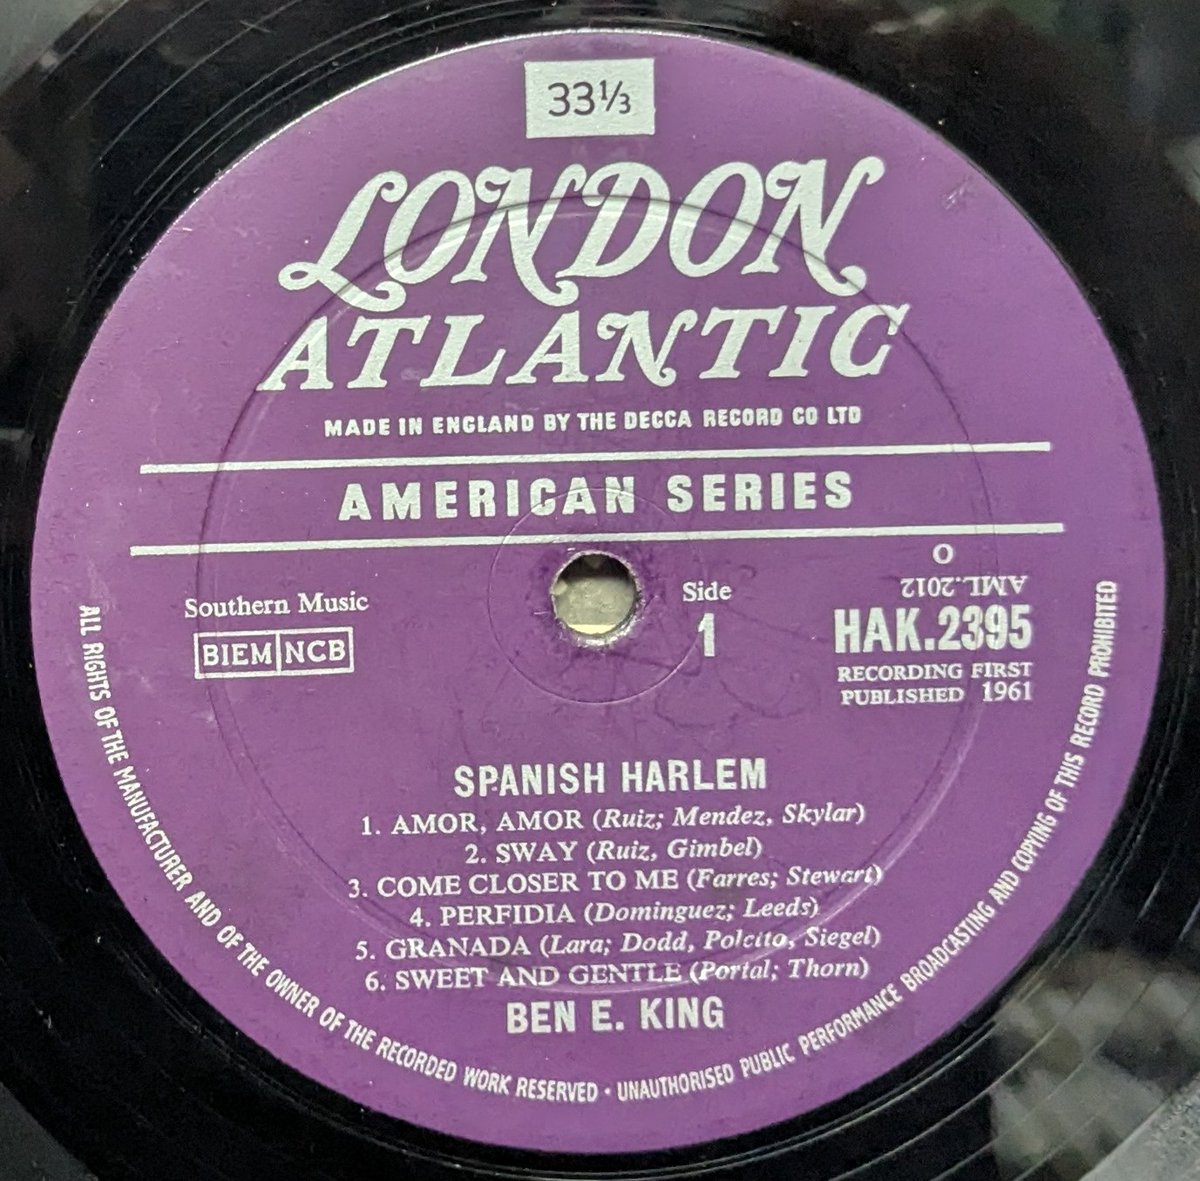 33⅓
LONDON
ATLANTIC
MADE IN ENGLAND BY THE DECCA RECORD CO LTD
AMERICAN SERIES
Southern Music
BIEM NCB
Side
1
O
AML.2012
HAK.2395
RECORDING FIRST
PUBLISHED 1961
SPANISH HARLEM
1. AMOR, AMOR (Ruiz; Mendez, Skylar)
2. SWAY (Ruiz, Gimbel)
3. COME CLOSER TO ME (Farres; Stewart)
4. PERFIDIA (Dominguez; Leeds)
5. GRANADA (Lara; Dodd, Polcito, Siegel)
6. SWEET AND GENTLE (Portal; Thorn)
BEN E. KING
ALL RIGHTS OF THE MANUFACTURER AND OF THE OWNER OF THE RECORDED WORK RESERVED · UNAUTHORISED PUBLIC PERFORMANCE BROADCASTING AND COPYING OF THIS RECORD PROHIBITED